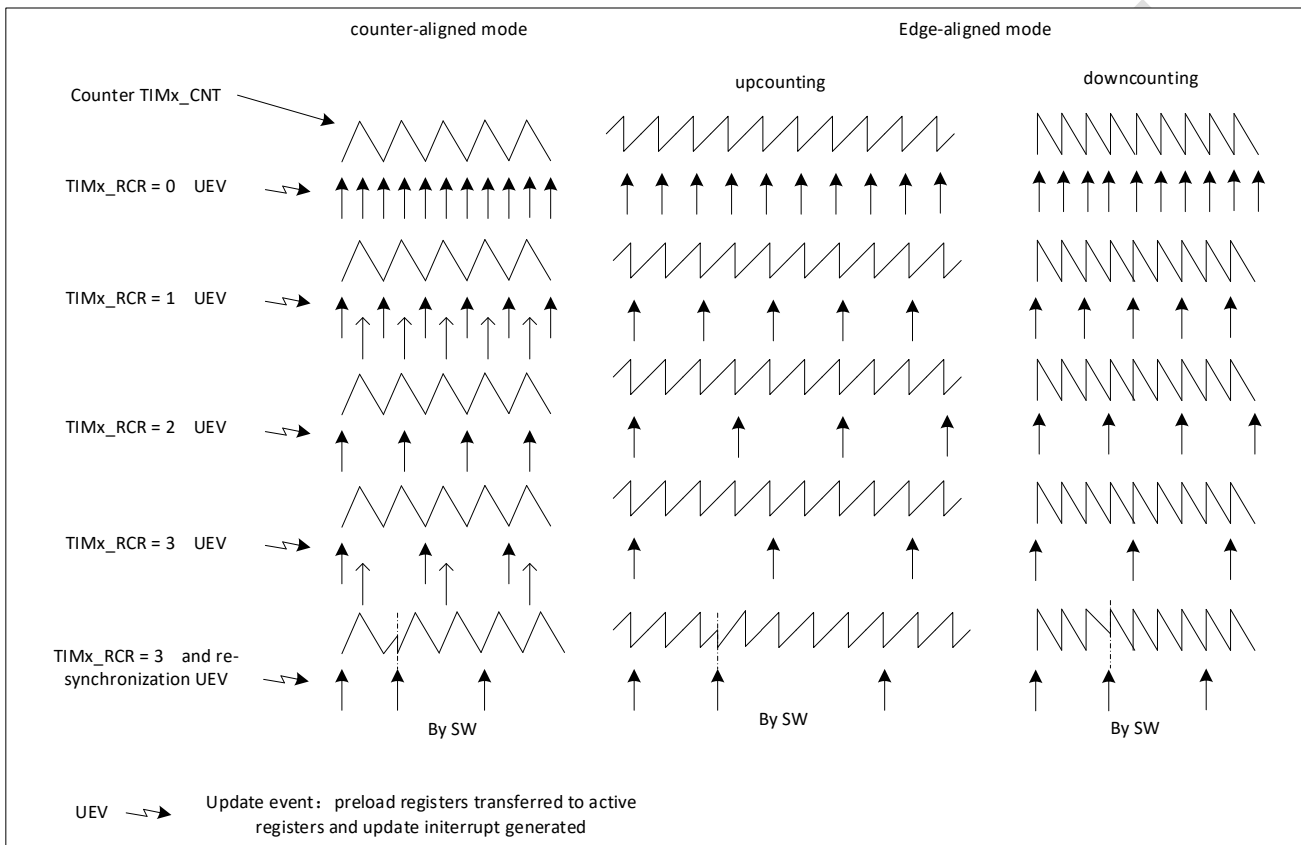 counter-aligned mode
Edge-aligned mode
upcounting
downcounting
Counter TIMx_CNT
TIMx_RCR = 0 UEV
TIMx_RCR = 1 UEV
TIMx_RCR = 2 UEV
TIMx_RCR = 3 UEV
TIMx_RCR = 3 and re-
synchronization UEV
By SW
By SW
By SW
UEV
Update event：preload registers transferred to active
registers and update initerrupt generated